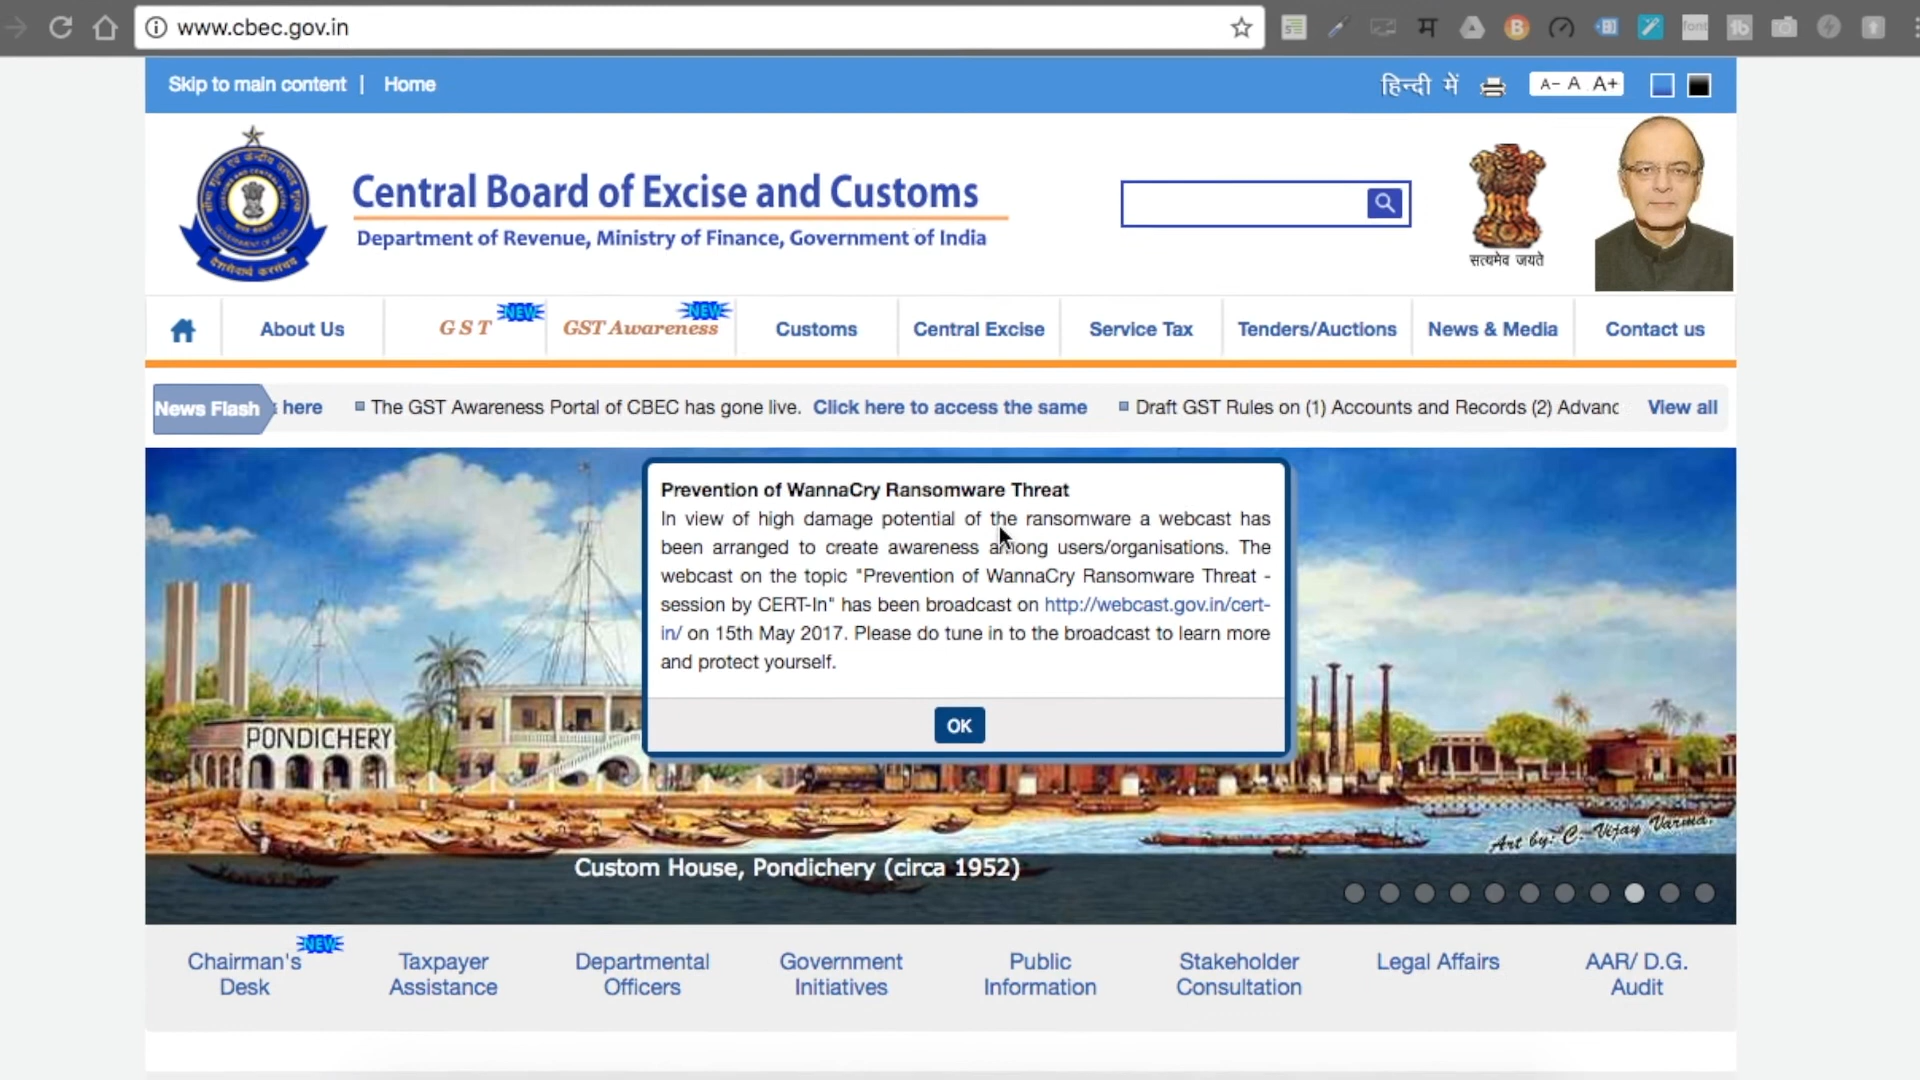 www.cbec.gov.in
Skip to main content | Home
हिन्दी में
A- A A+
Central Board of Excise and Customs
Department of Revenue, Ministry of Finance, Government of India
सत्यमेव जयते
About Us
GST
NEW
GST Awareness
NEW
Customs
Central Excise
Service Tax
Tenders/Auctions
News & Media
Contact us
News Flash
here
The GST Awareness Portal of CBEC has gone live. Click here to access the same
Draft GST Rules on (1) Accounts and Records (2) Advanc
View all
Prevention of WannaCry Ransomware Threat
In view of high damage potential of the ransomware a webcast has
been arranged to create awareness among users/organisations. The
webcast on the topic "Prevention of WannaCry Ransomware Threat -
session by CERT-In" has been broadcast on http://webcast.gov.in/cert-
in/ on 15th May 2017. Please do tune in to the broadcast to learn more
and protect yourself.
OK
PONDICHERY
Art by: C. Vijay Varma.
Custom House, Pondichery (circa 1952)
Chairman's
Desk
NEW
Taxpayer
Assistance
Departmental
Officers
Government
Initiatives
Public
Information
Stakeholder
Consultation
Legal Affairs
AAR/ D.G.
Audit